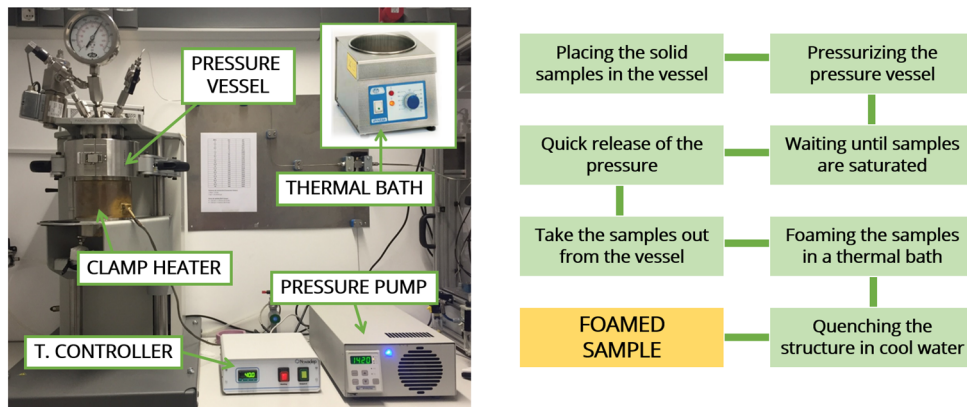 PRESSURE
VESSEL
THERMAL BATH
CLAMP HEATER
PRESSURE PUMP
T. CONTROLLER
400
1420
Placing the solid
samples in the vessel
Pressurizing the
pressure vessel
Quick release of the
pressure
Waiting until samples
are saturated
Take the samples out
from the vessel
Foaming the samples
in a thermal bath
FOAMED
SAMPLE
Quenching the
structure in cool water